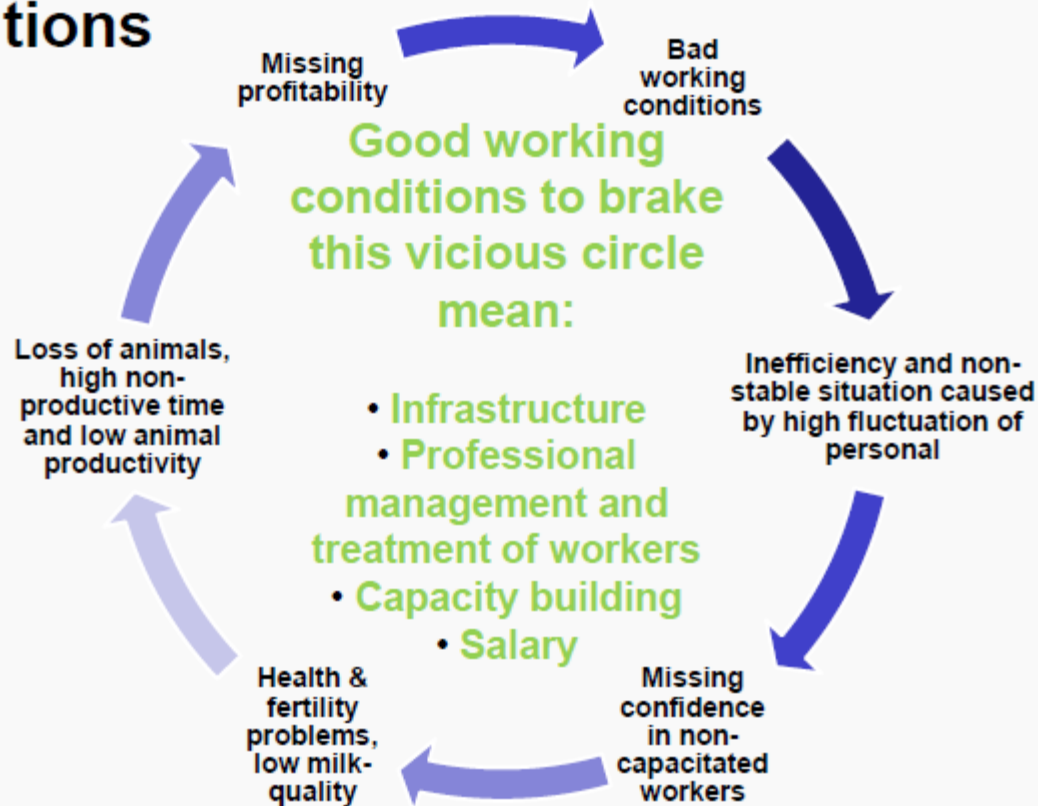 tions
Missing
profitability
Bad
working
conditions
Good working
conditions to brake
this vicious circle
mean:
• Infrastructure
• Professional
management and
treatment of workers
• Capacity building
• Salary
Inefficiency and non-
stable situation caused
by high fluctuation of
personal
Missing
confidence
in non-
capacitated
workers
Health &
fertility
problems,
low milk-
quality
Loss of animals,
high non-
productive time
and low animal
productivity